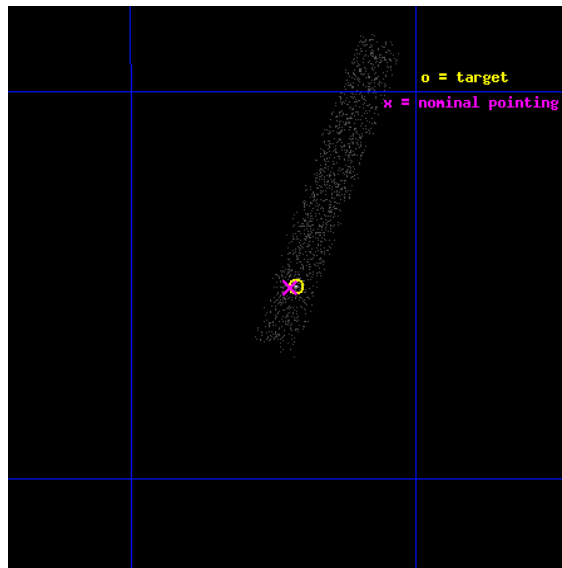 o = target
x = nominal pointing